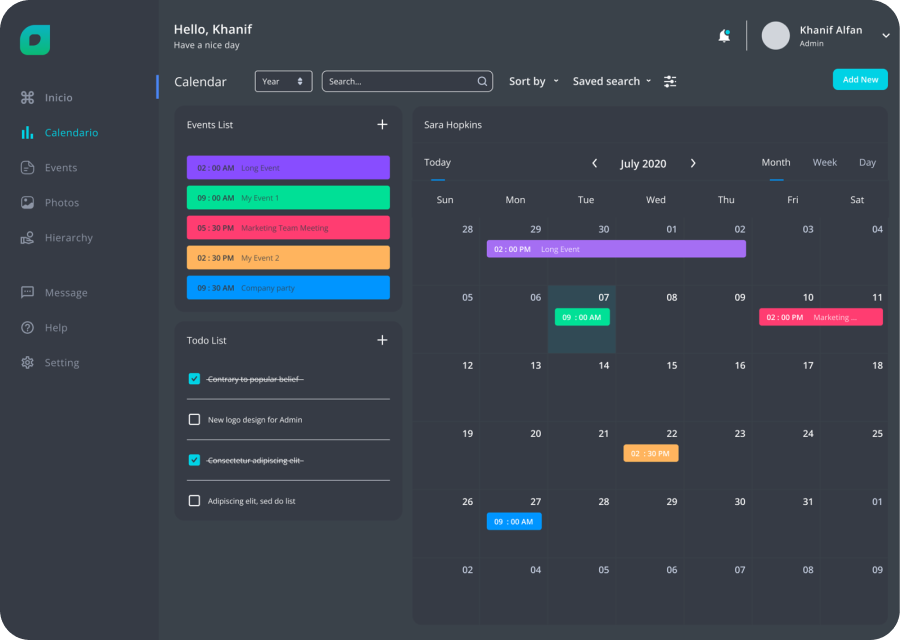 Hello, Khanif
Have a nice day
Khanif Alfan
Admin
Inicio
Calendario
Events
Photos
Hierarchy
Message
Help
Setting
Calendar
Year
Search...
Sort by
Saved search
Add New
Events List
02 : 00 AM Long Event
09 : 00 AM My Event 1
05 : 30 PM Marketing Team Meeting
02 : 30 PM My Event 2
09 : 30 AM Company party
Todo List
Contrary to popular belief
New logo design for Admin
Consectetur adipiscing elit
Adipiscing elit, sed do list
Sara Hopkins
Today
July 2020
Month Week Day
Sun Mon Tue Wed Thu Fri Sat
28 29 30 01 02 03 04
02 : 00 PM Long Event
05 06 07 08 09 10 11
09 : 00 AM
02 : 00 PM Marketing ...
12 13 14 15 16 17 18
19 20 21 22 23 24 25
02 : 30 PM
26 27 28 29 30 31 01
09 : 00 AM
02 04 05 06 07 08 09